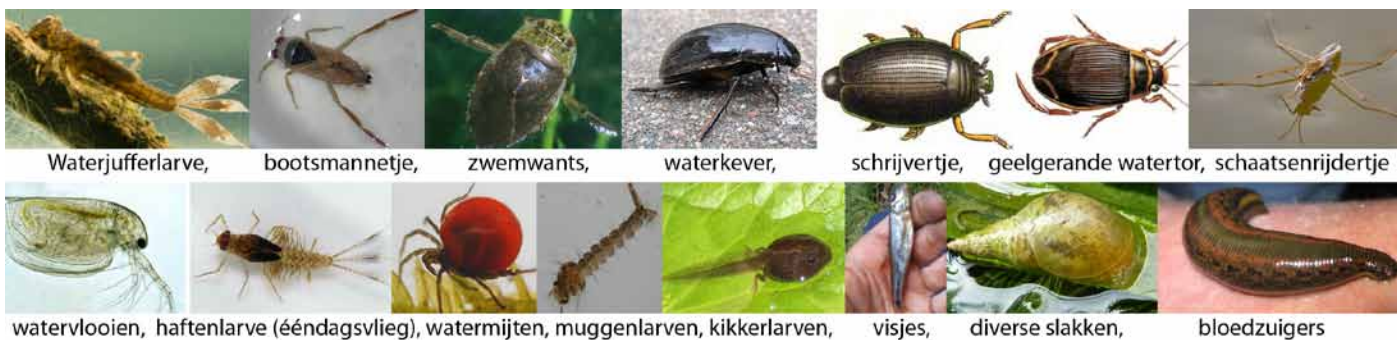 Waterjufferlarve, bootsmannetje, zwemwants, waterkever, schrijvertje, geelgerande watertor, schaatsenrijdertje
watervlooien, haftenlarve (ééndagsvlieg), watermijten, muggenlarven, kikkerlarven, visjes, diverse slakken, bloedzuigers